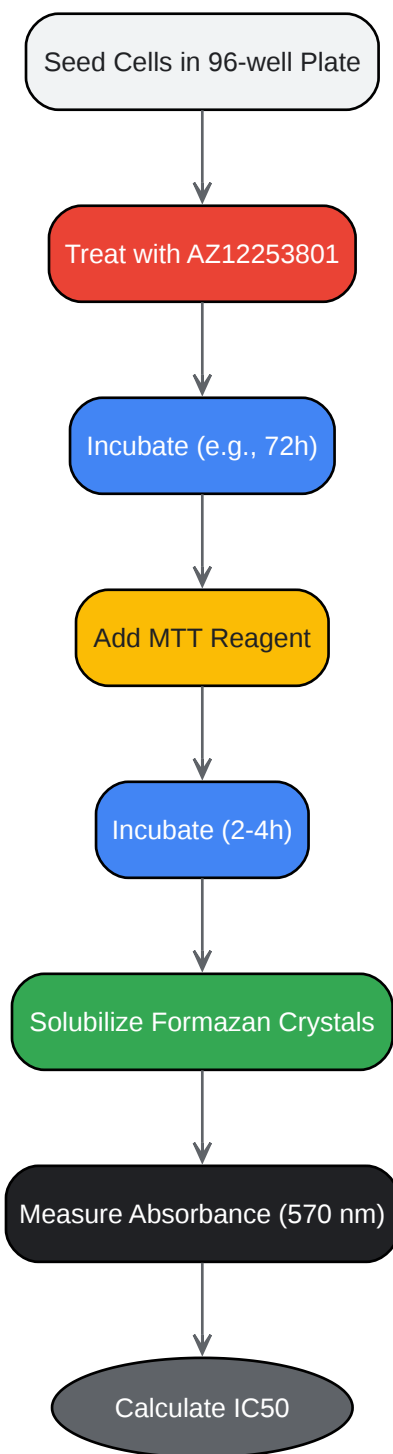 Seed Cells in 96-well Plate
Treat with AZ12253801
Incubate (e.g., 72h)
Add MTT Reagent
Incubate (2-4h)
Solubilize Formazan Crystals
Measure Absorbance (570 nm)
Calculate IC50